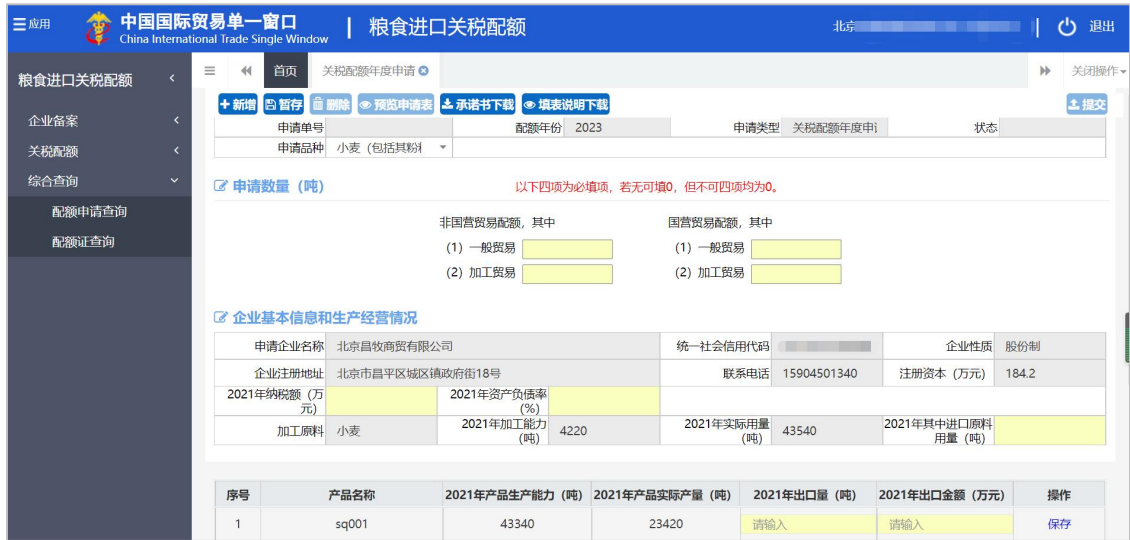 应用 中国国际贸易单一窗口 粮食进口关税配额 北京 退出
China International Trade Single Window
粮食进口关税配额
企业备案
关税配额
综合查询
配额申请查询
配额证查询
首页 关税配额年度申请 关闭操作
新增 暂存 删除 预览申请表 承诺书下载 填表说明下载 提交
申请单号 配额年份 2023 申请类型 关税配额年度申 状态
申请品种 小麦（包括其粉
申请数量（吨） 以下四项为必填项，若无可填0，但不可四项均为0。
非国营贸易配额，其中 国营贸易配额，其中
(1) 一般贸易 (1) 一般贸易
(2) 加工贸易 (2) 加工贸易
企业基本信息和生产经营情况
申请企业名称 北京昌牧商贸有限公司 统一社会信用代码 企业性质 股份制
企业注册地址 北京市昌平区城区镇政府街18号 联系电话 15904501340 注册资本（万元） 184.2
2021年纳税额（万元） 2021年资产负债率（%）
加工原料 小麦 2021年加工能力（吨） 4220 2021年实际用量（吨） 43540 2021年其中进口原料用量（吨）
序号 产品名称 2021年产品生产能力（吨） 2021年产品实际产量（吨） 2021年出口量（吨） 2021年出口金额（万元） 操作
1 sq001 43340 23420 请输入 请输入 保存